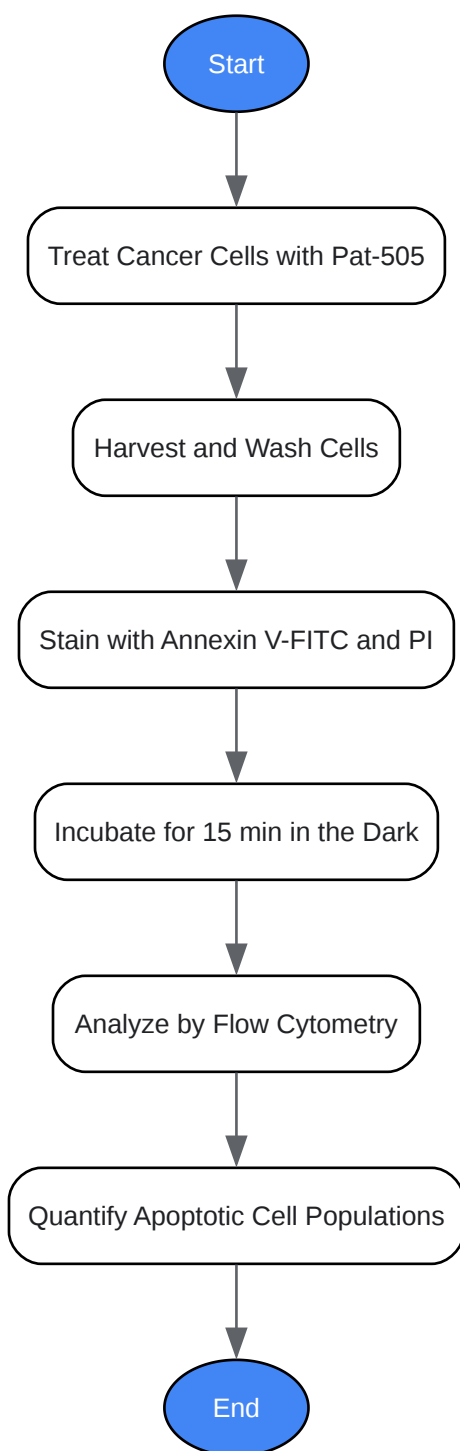 Start
Treat Cancer Cells with Pat-505
Harvest and Wash Cells
Stain with Annexin V-FITC and PI
Incubate for 15 min in the Dark
Analyze by Flow Cytometry
Quantify Apoptotic Cell Populations
End